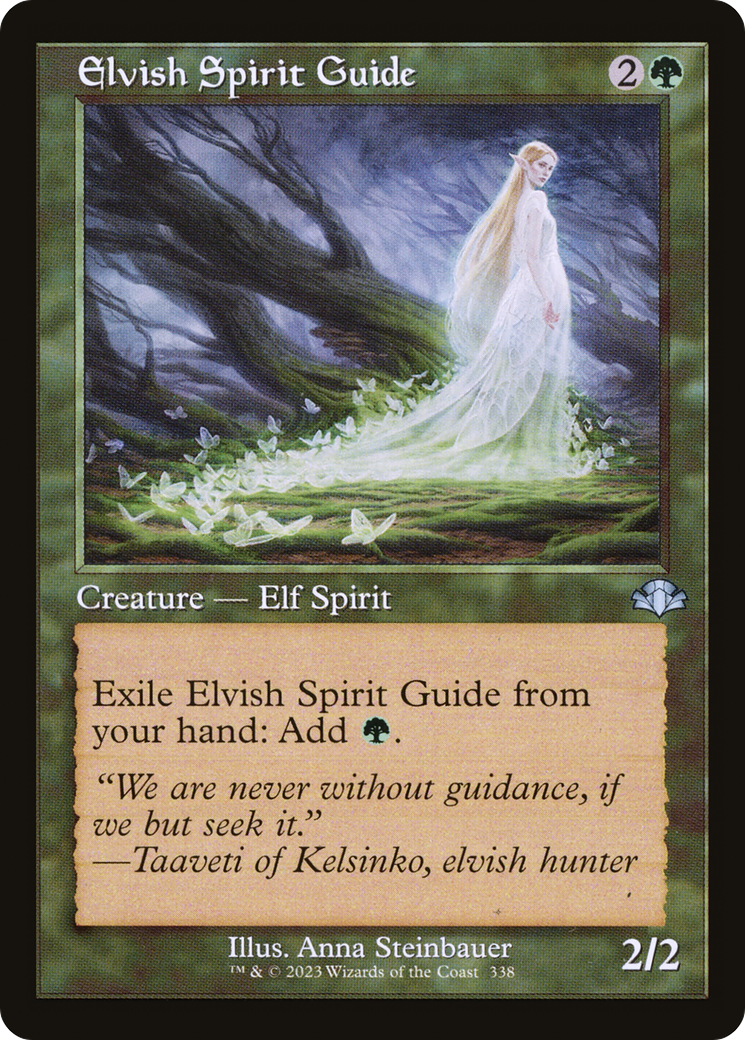 Elvish Spirit Guide 2
Creature — Elf Spirit
Exile Elvish Spirit Guide from
your hand: Add .
“We are never without guidance, if
we but seek it.”
—Taaveti of Kelsinko, elvish hunter
Illus. Anna Steinbauer
™ & © 2023 Wizards of the Coast 338
2/2